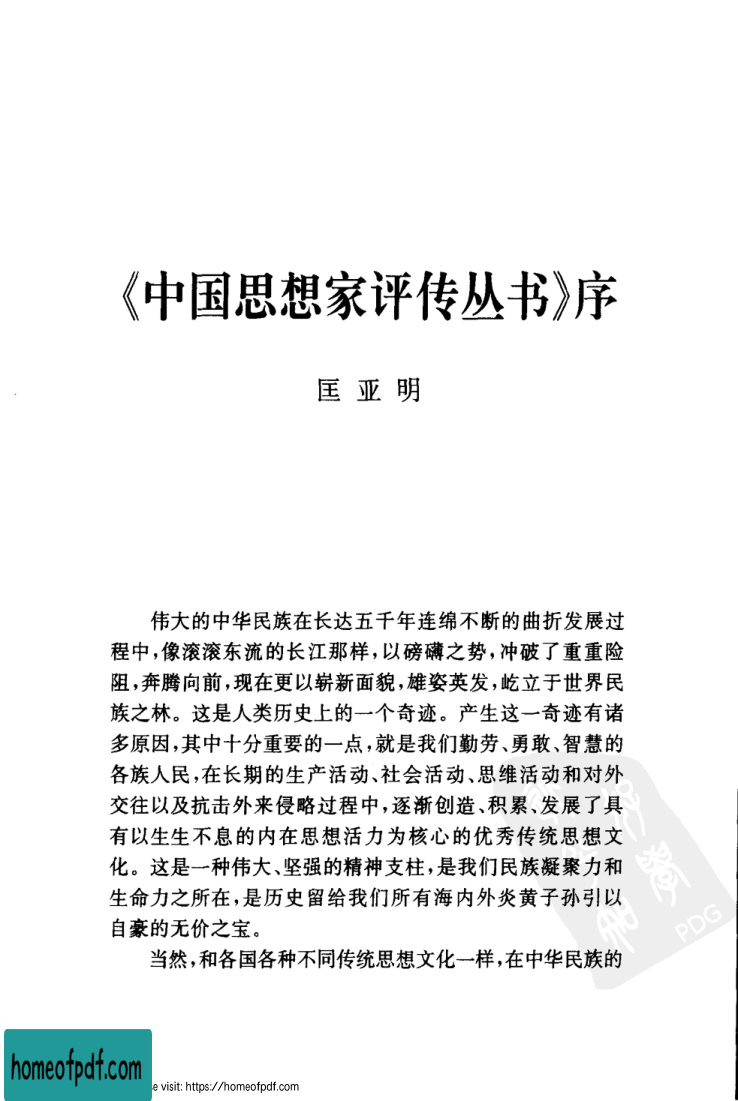 《中国思想家评传丛书》序
匡亚明
伟大的中华民族在长达五千年连绵不断的曲折发展过
程中,像滚滚东流的长江那样,以磅礴之势,冲破了重重险
阻,奔腾向前,现在更以崭新面貌,雄姿英发,屹立于世界民
族之林。这是人类历史上的一个奇迹。产生这一奇迹有诸
多原因,其中十分重要的一点,就是我们勤劳、勇敢、智慧的
各族人民,在长期的生产活动、社会活动、思维活动和对外
交往以及抗击外来侵略过程中,逐渐创造、积累、发展了具
有以生生不息的内在思想活力为核心的优秀传统思想文
化。这是一种伟大、坚强的精神支柱,是我们民族凝聚力和
生命力之所在,是历史留给我们所有海内外炎黄子孙引以
自豪的无价之宝。
当然,和各国各种不同传统思想文化一样,在中华民族的
PDG
homeofpdf.com
e visit: https://homeofpdf.com